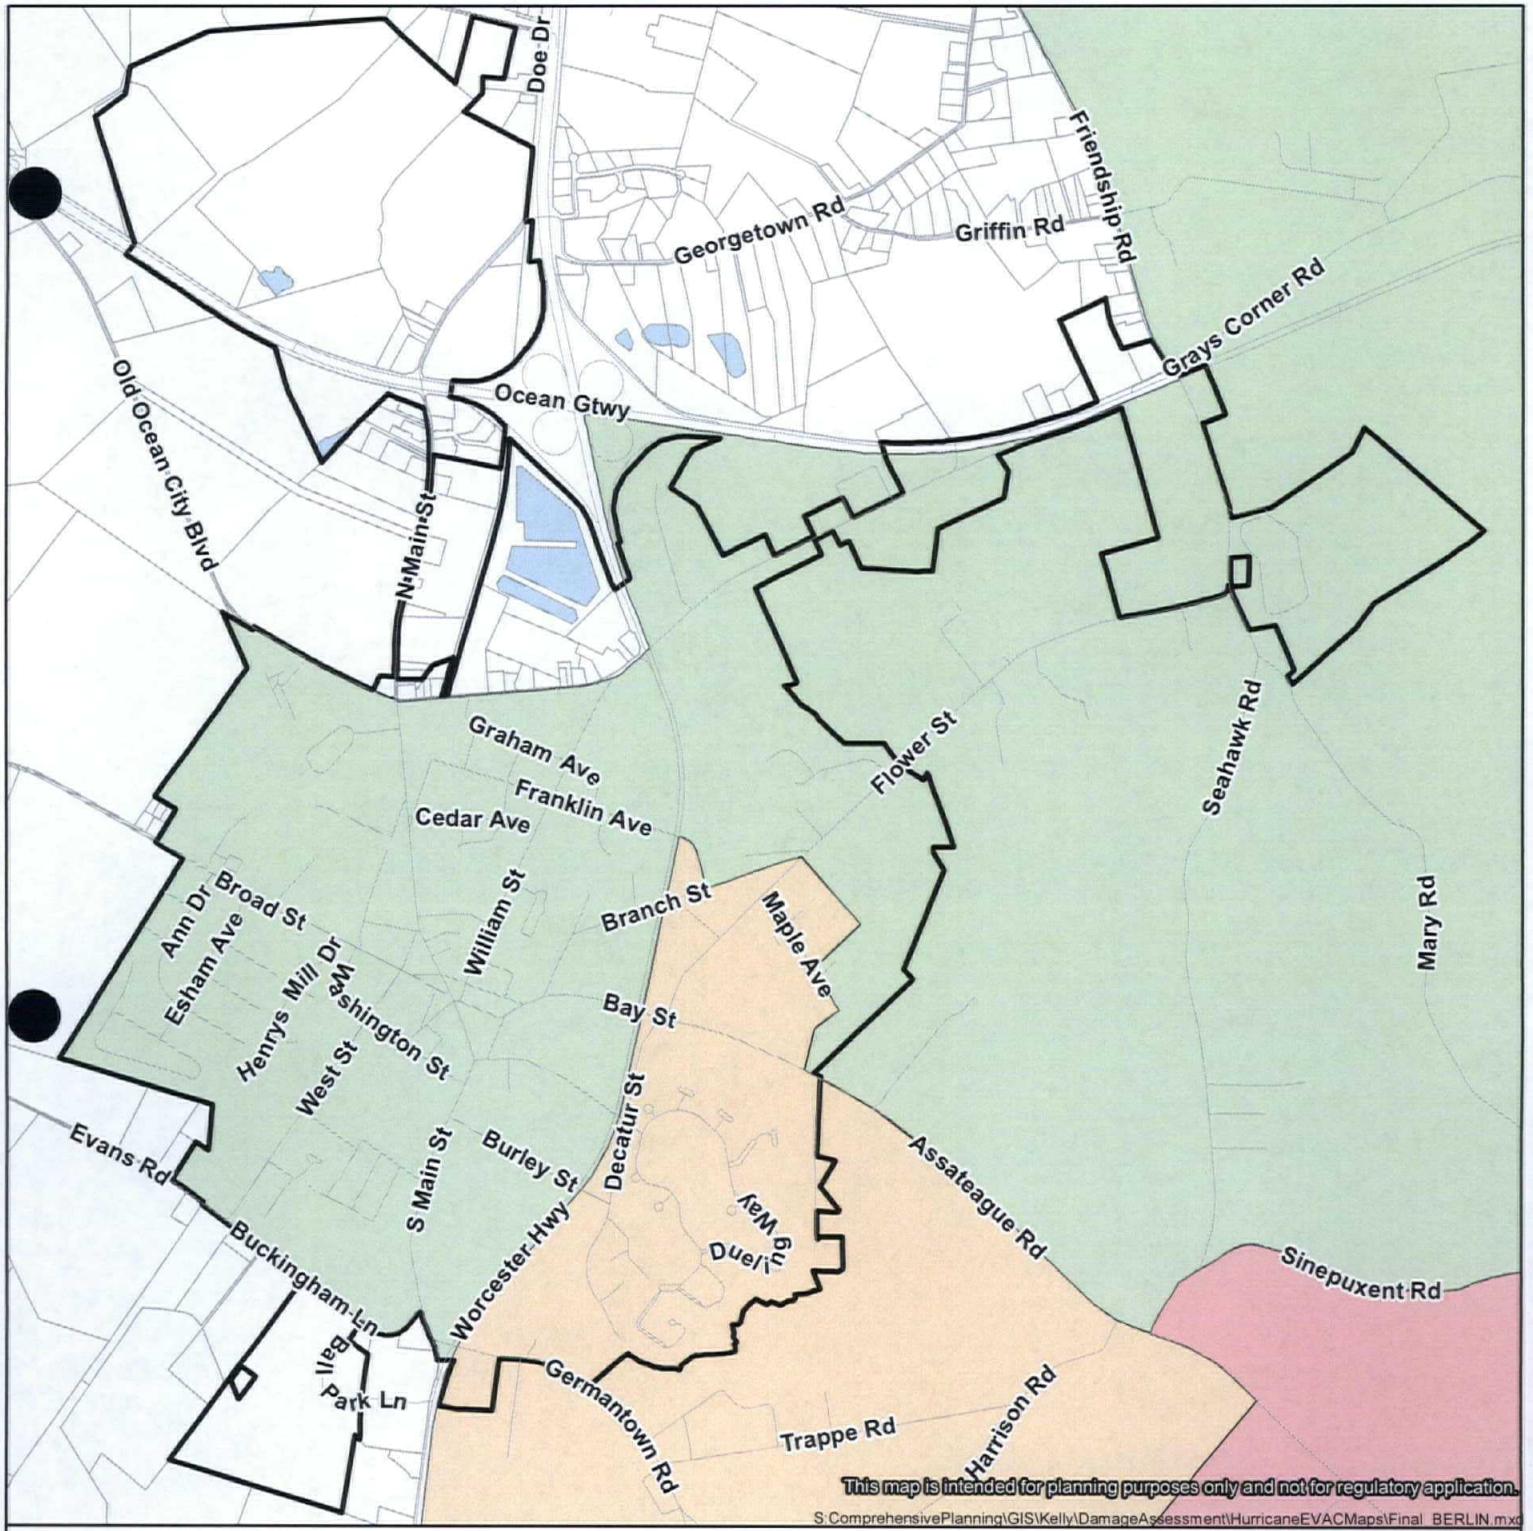 Doe Dr
Friendship Rd
Georgetown Rd
Griffin Rd
Grays Corner Rd
Ocean Gtwy
Old Ocean City Blvd
N Main St
Seahawk Rd
Graham Ave
Flower St
Franklin Ave
Cedar Ave
Mary Rd
Broad St
Ann Dr
William St
Branch St
Maple Ave
Esham Ave
Henrys Mill Dr
Washington St
Bay St
West St
Decatur St
Evans Rd
S Main St
Burley St
Assateague Rd
Dueling Way
Buckingham Ln
Worcester Hwy
Sinepuxent Rd
Ball Park Ln
Germantown Rd
Trappe Rd
Harrison Rd
This map is intended for planning purposes only and not for regulatory application.
S:ComprehensivePlanning\GIS\Kelly\DamageAssessment\HurricaneEVACMaps\Final_BERLIN.mxd